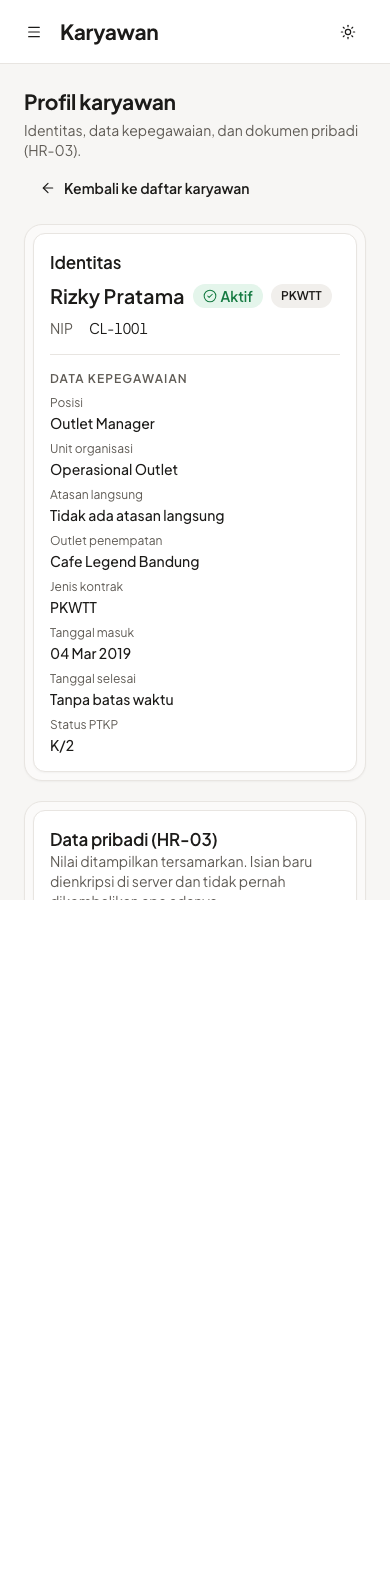 Karyawan
Profil karyawan
Identitas, data kepegawaian, dan dokumen pribadi
(HR-03).
Kembali ke daftar karyawan
Identitas
Rizky Pratama Aktif PKWTT
NIP CL-1001
DATA KEPEGAWAIAN
Posisi
Outlet Manager
Unit organisasi
Operasional Outlet
Atasan langsung
Tidak ada atasan langsung
Outlet penempatan
Cafe Legend Bandung
Jenis kontrak
PKWTT
Tanggal masuk
04 Mar 2019
Tanggal selesai
Tanpa batas waktu
Status PTKP
K/2
Data pribadi (HR-03)
Nilai ditampilkan tersamarkan. Isian baru
dienkripsi di server dan tidak pernah